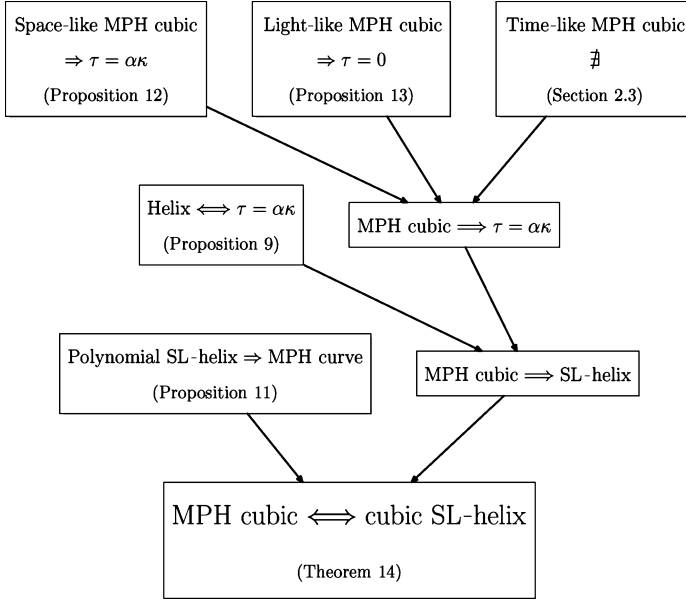 Space-like MPH cubic
⇒ τ = ακ
(Proposition 12)
Light-like MPH cubic
⇒ τ = 0
(Proposition 13)
Time-like MPH cubic
∄
(Section 2.3)
Helix ⟺ τ = ακ
(Proposition 9)
MPH cubic ⟹ τ = ακ
Polynomial SL-helix ⇒ MPH curve
(Proposition 11)
MPH cubic ⟹ SL-helix
MPH cubic ⟺ cubic SL-helix
(Theorem 14)